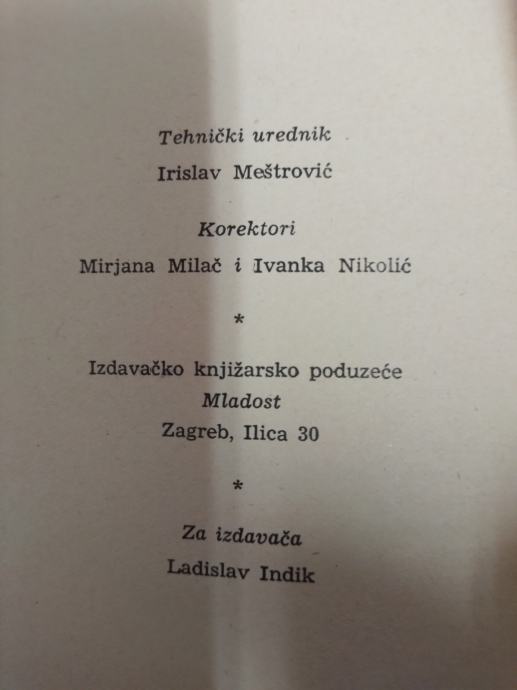 Tehnički urednik
Irislav Meštrović
Korektori
Mirjana Milač i Ivanka Nikolić
*
Izdavačko knjižarsko poduzeće
Mladost
Zagreb, Ilica 30
*
Za izdavača
Ladislav Indik